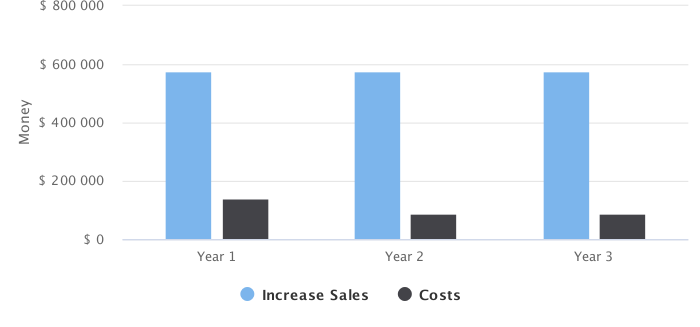 $ 800 000
$ 600 000
$ 400 000
$ 200 000
$ 0
Money
Year 1 Year 2 Year 3
Increase Sales Costs